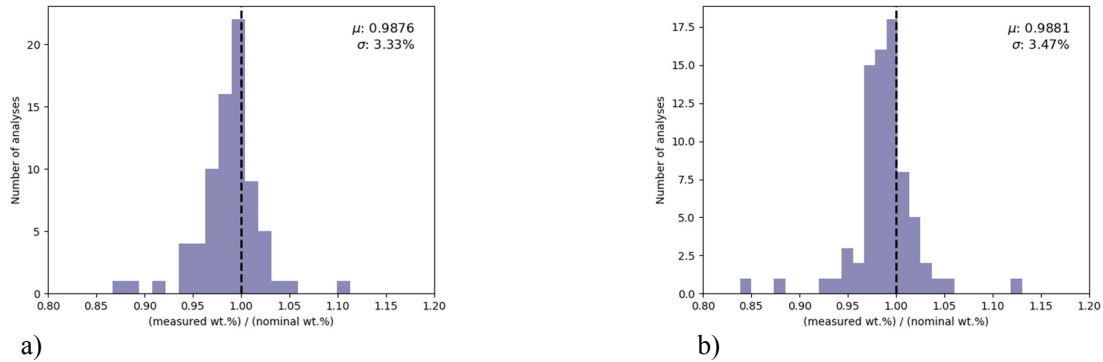 μ: 0.9876
σ: 3.33%
Number of analyses
20
15
10
5
0
0.80 0.85 0.90 0.95 1.00 1.05 1.10 1.15 1.20
(measured wt.%) / (nominal wt.%)
a)
μ: 0.9881
σ: 3.47%
Number of analyses
17.5
15.0
12.5
10.0
7.5
5.0
2.5
0.0
0.80 0.85 0.90 0.95 1.00 1.05 1.10 1.15 1.20
(measured wt.%) / (nominal wt.%)
b)